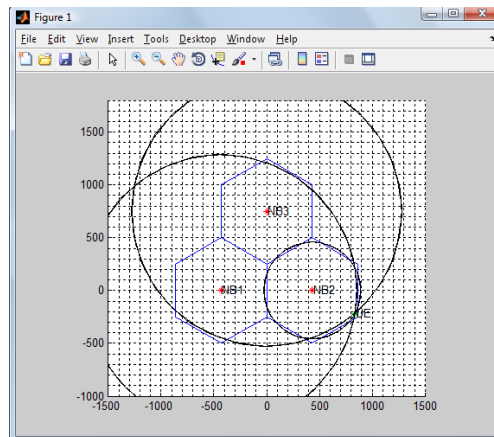 Figure 1
File Edit View Insert Tools Desktop Window Help
1500
1000
NB3
500
0
NB1
NB2
UE
-500
-1000
-1500 -1000 -500 0 500 1000 1500